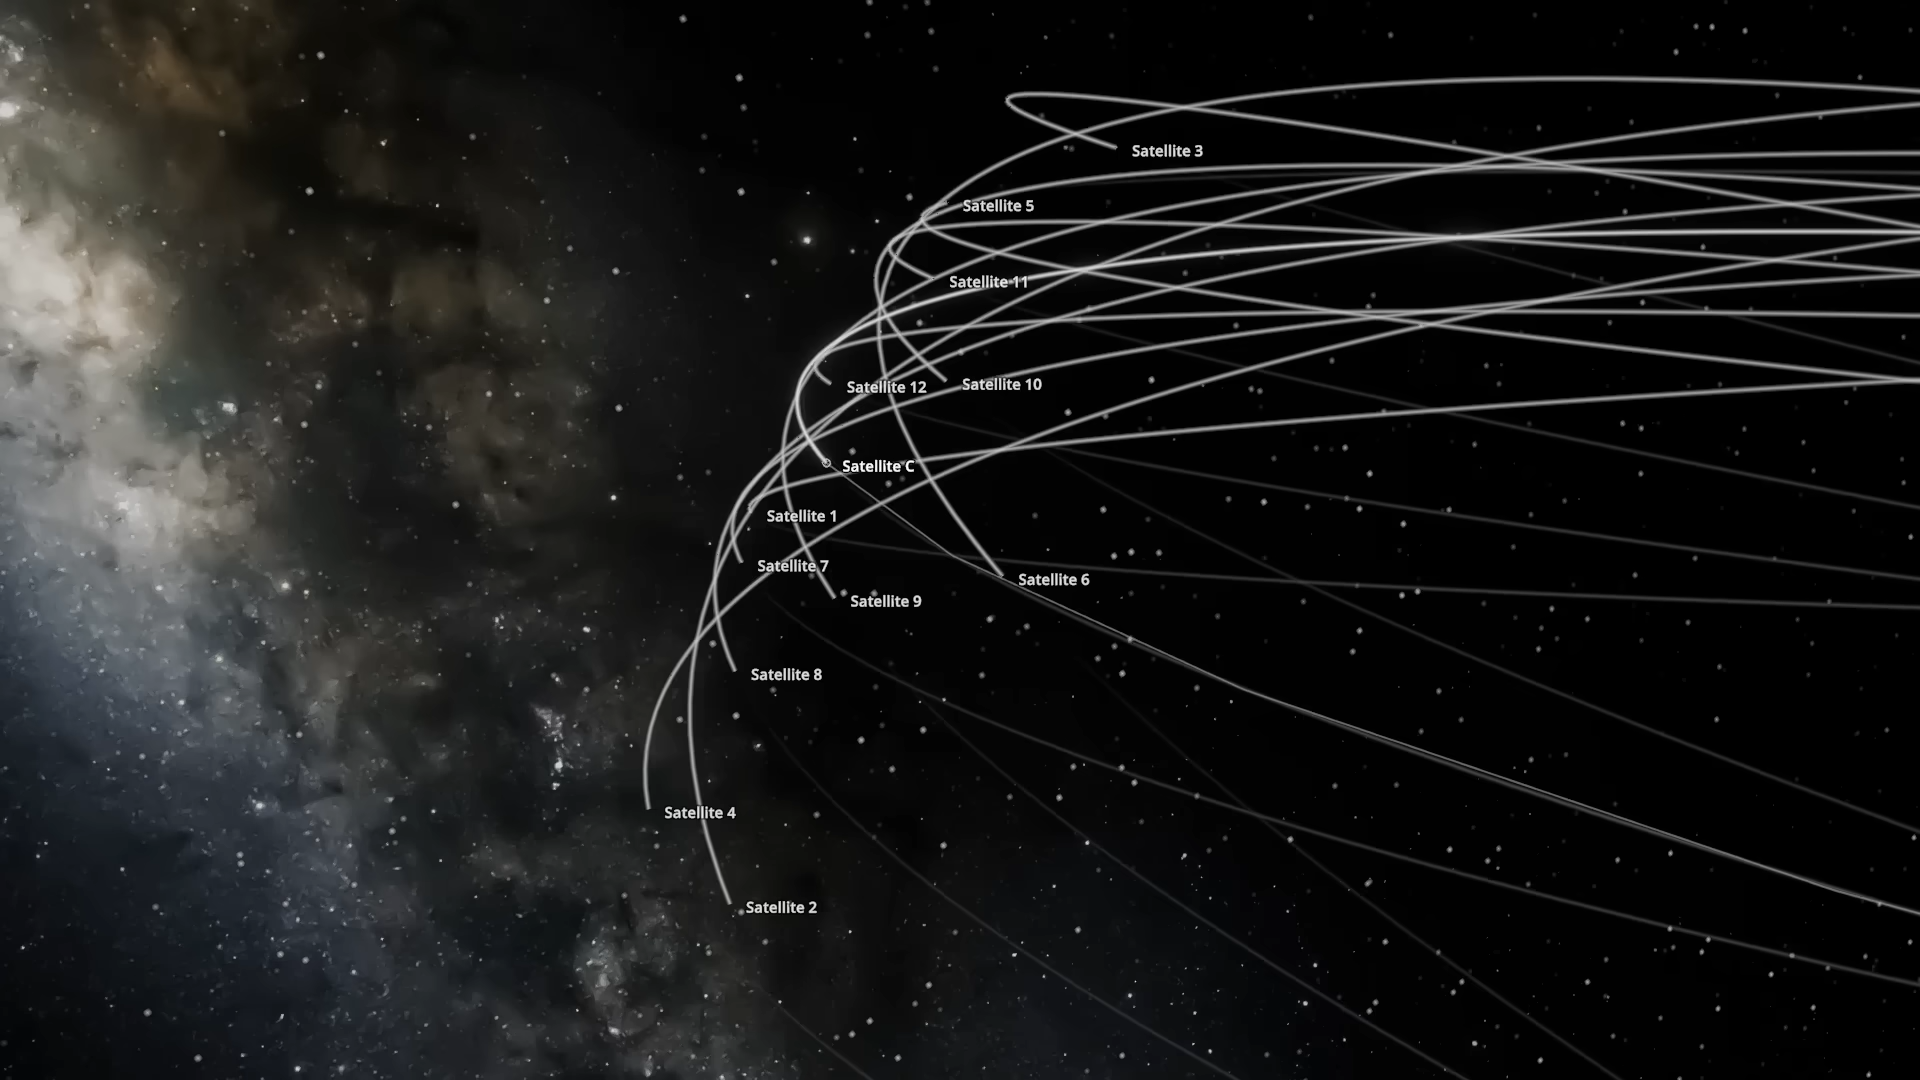 Satellite 3
Satellite 5
Satellite 11
Satellite 12
Satellite 10
Satellite C
Satellite 1
Satellite 7
Satellite 6
Satellite 9
Satellite 8
Satellite 4
Satellite 2